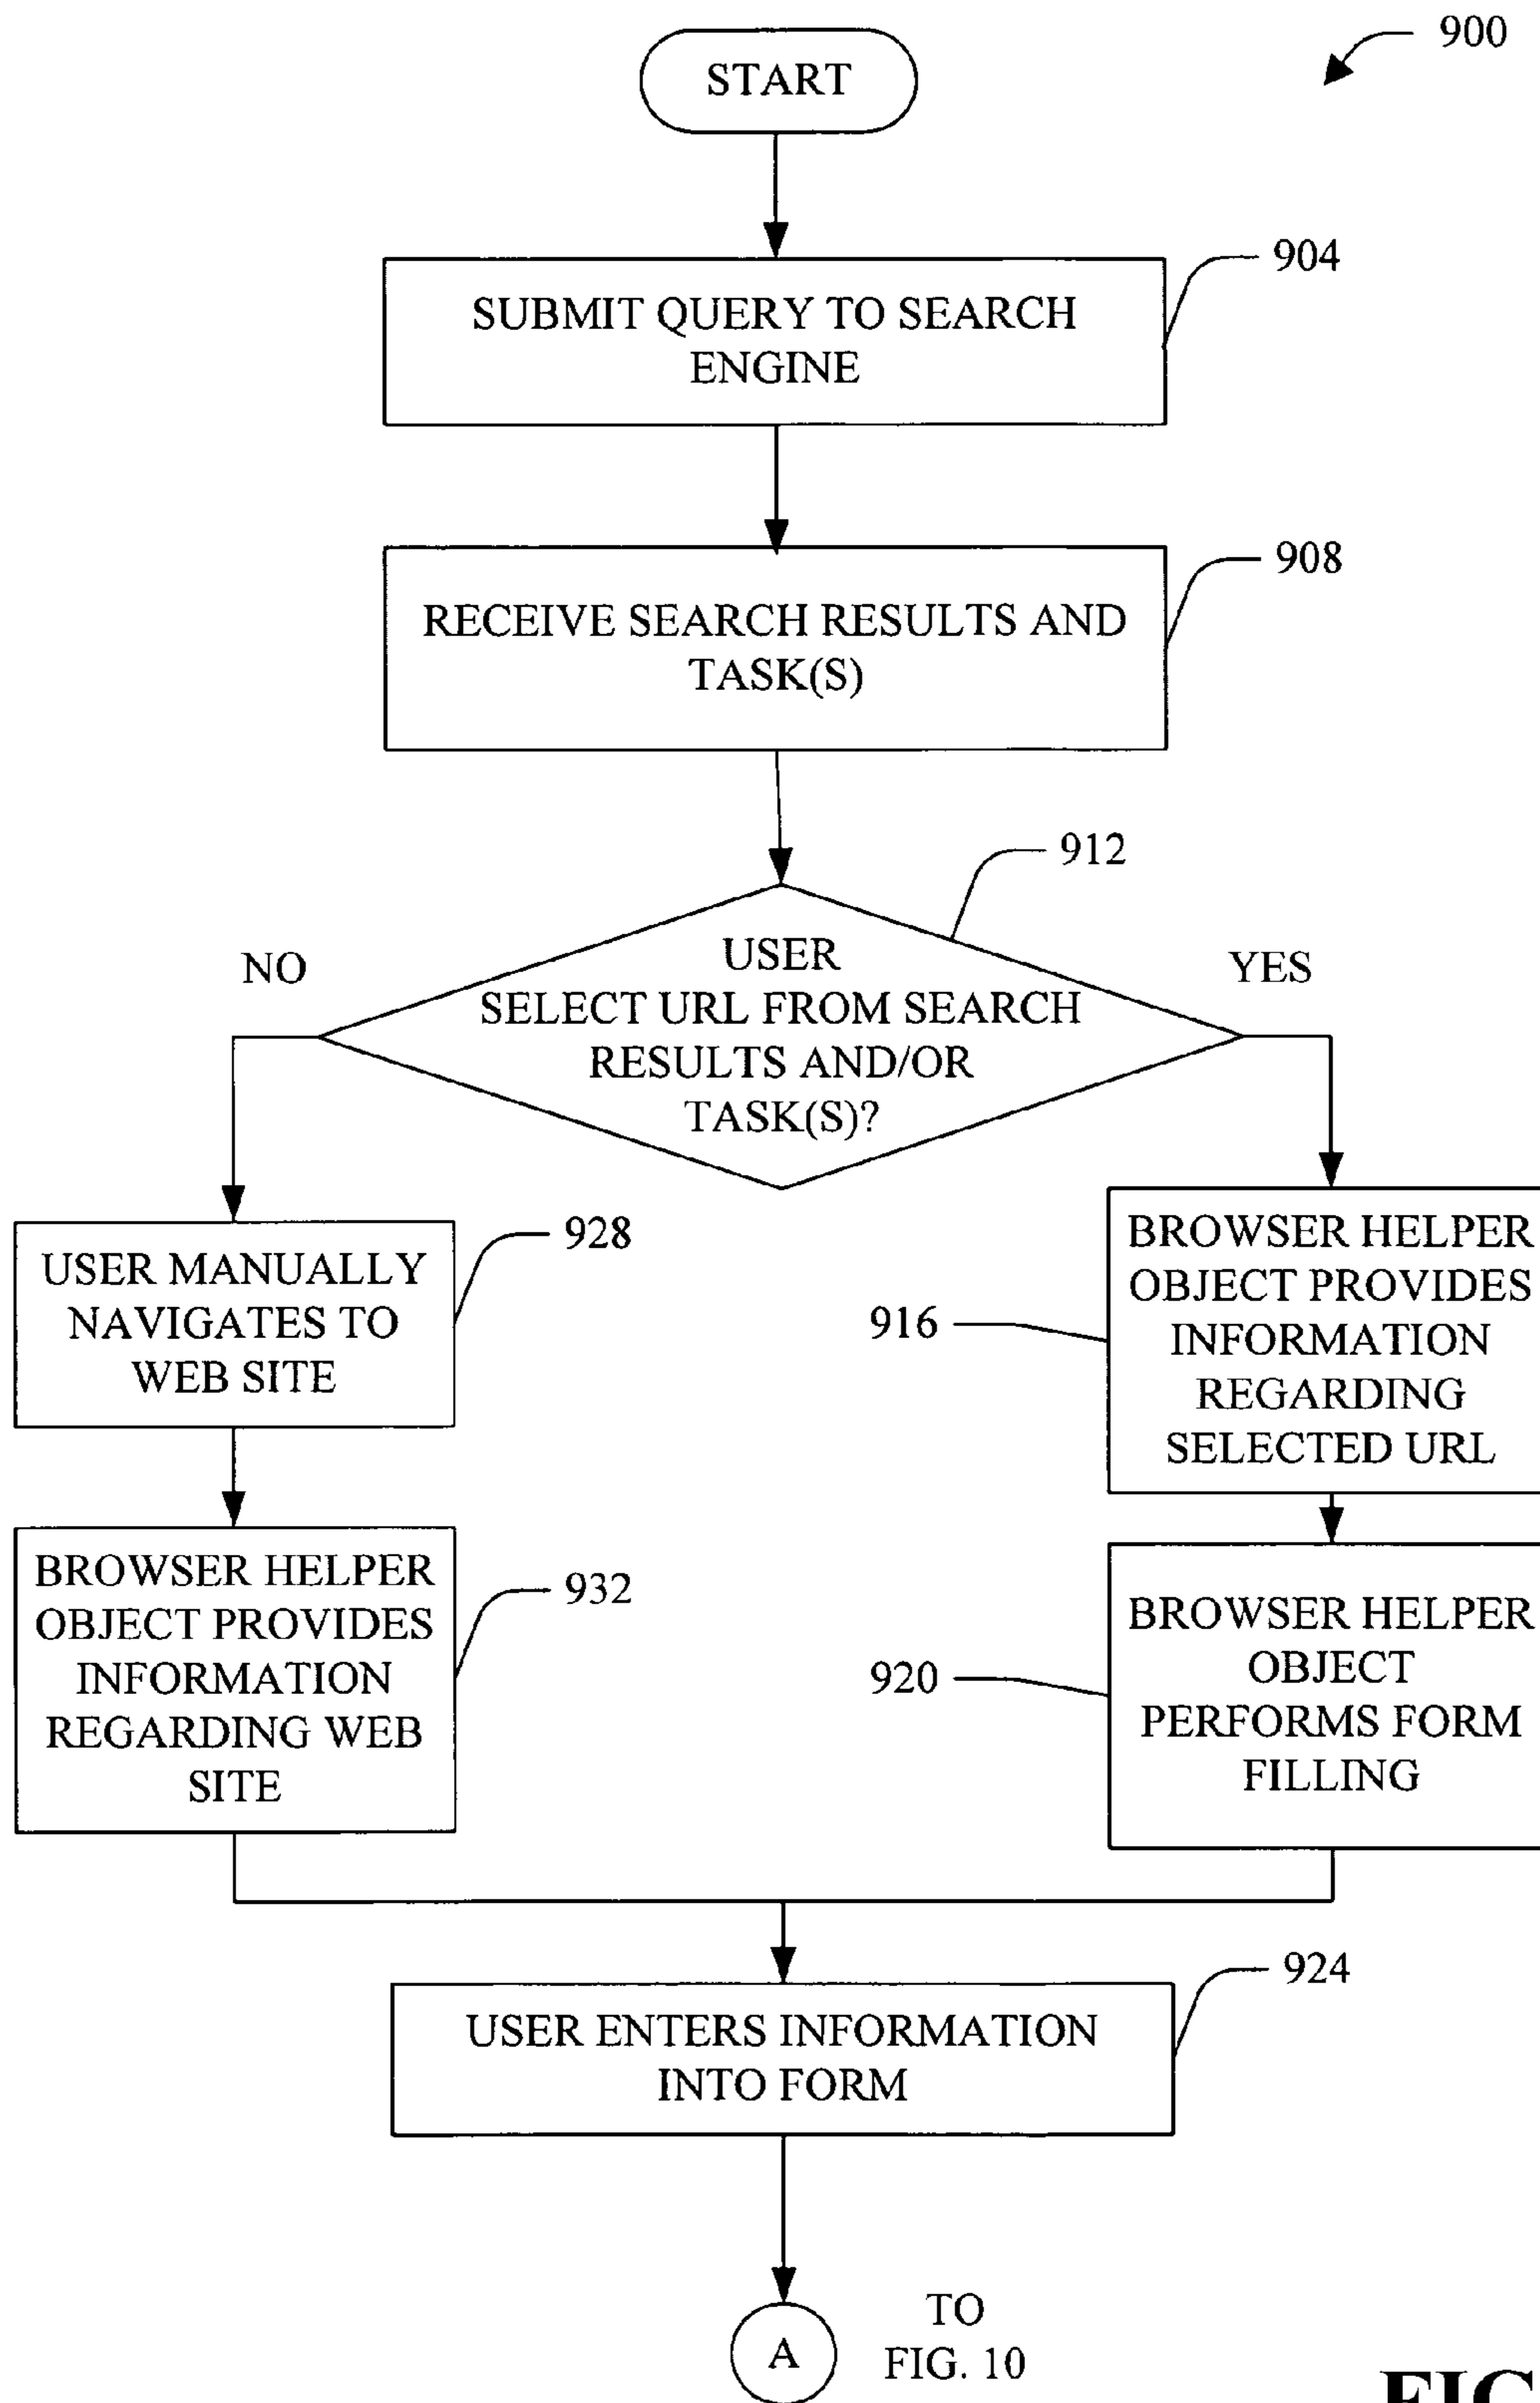 900
START
904
SUBMIT QUERY TO SEARCH
ENGINE
908
RECEIVE SEARCH RESULTS AND
TASK(S)
912
NO
YES
USER
SELECT URL FROM SEARCH
RESULTS AND/OR
TASK(S)?
928
USER MANUALLY
NAVIGATES TO
WEB SITE
916
BROWSER HELPER
OBJECT PROVIDES
INFORMATION
REGARDING
SELECTED URL
932
BROWSER HELPER
OBJECT PROVIDES
INFORMATION
REGARDING WEB
SITE
920
BROWSER HELPER
OBJECT
PERFORMS FORM
FILLING
924
USER ENTERS INFORMATION
INTO FORM
A
TO
FIG. 10